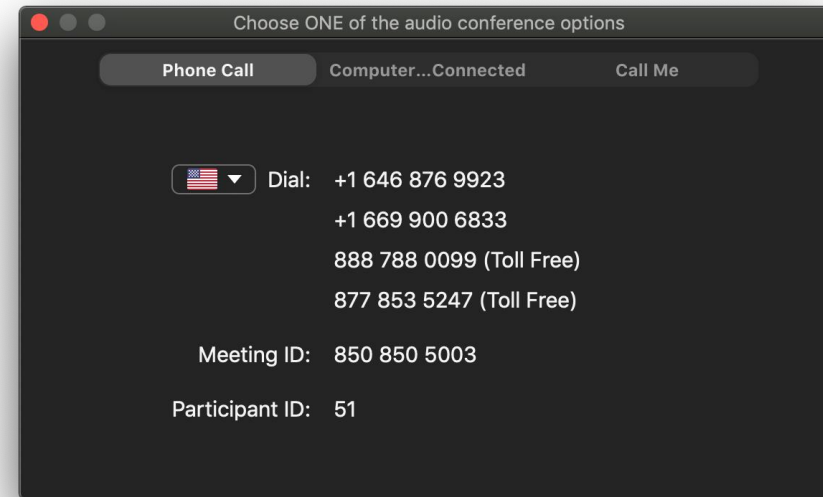 Choose ONE of the audio conference options
Phone Call Computer...Connected Call Me
Dial: +1 646 876 9923
+1 669 900 6833
888 788 0099 (Toll Free)
877 853 5247 (Toll Free)
Meeting ID: 850 850 5003
Participant ID: 51